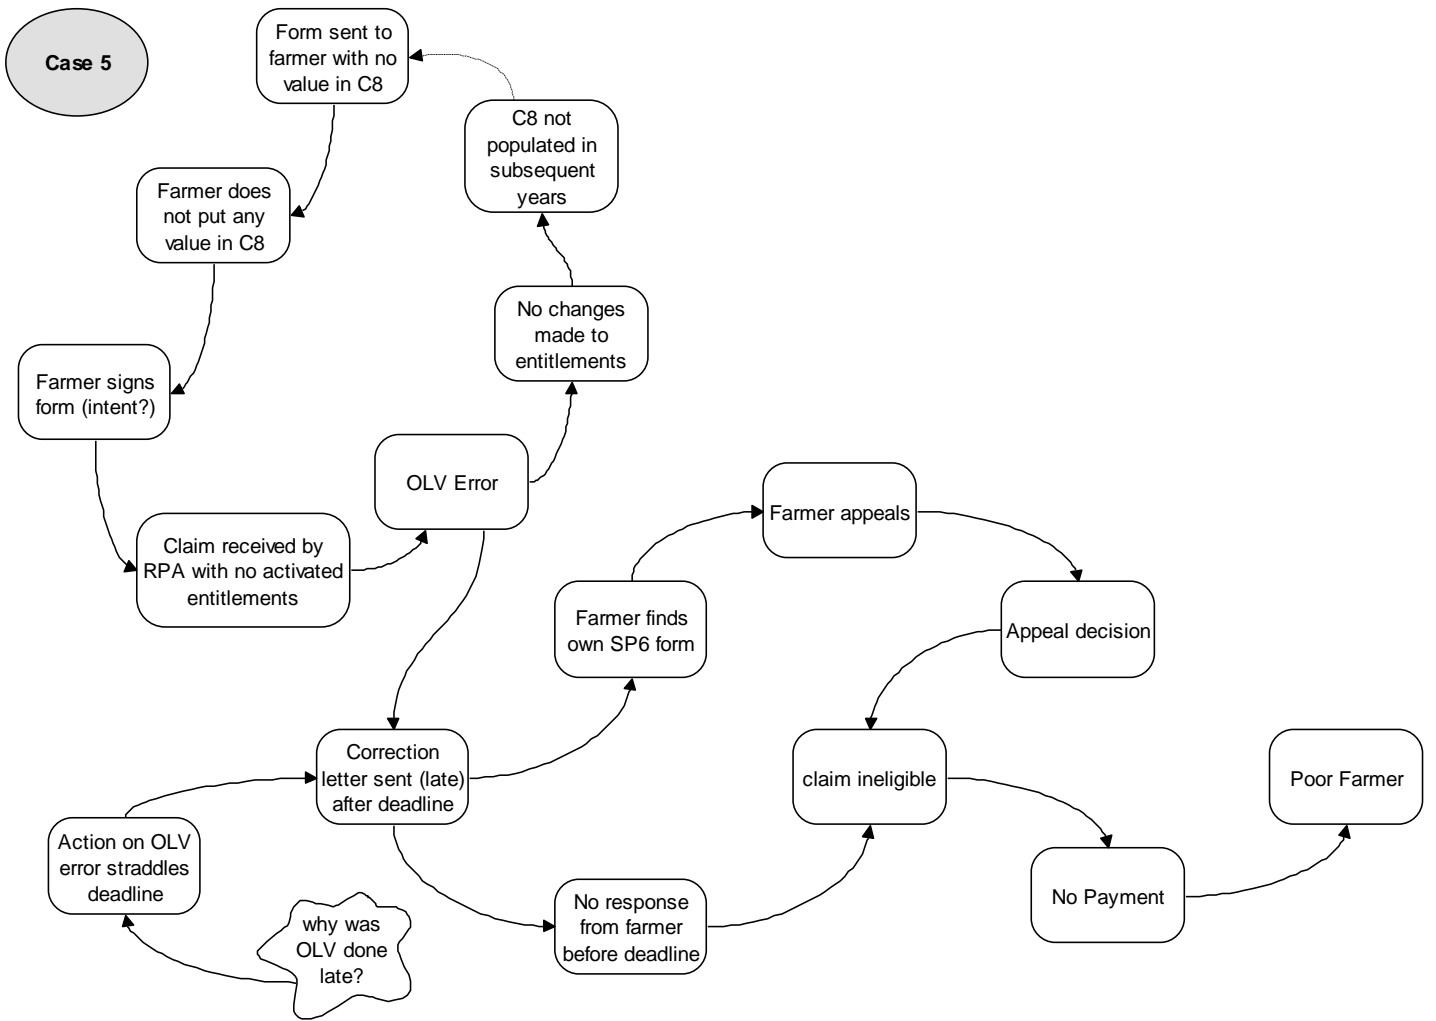 Case 5
Form sent to
farmer with no
value in C8
C8 not
populated in
subsequent
years
Farmer does
not put any
value in C8
No changes
made to
entitlements
Farmer signs
form (intent?)
OLV Error
Farmer appeals
Claim received by
RPA with no activated
entitlements
Farmer finds
own SP6 form
Appeal decision
Correction
letter sent (late)
after deadline
claim ineligible
Poor Farmer
Action on OLV
error straddles
deadline
No Payment
No response
from farmer
before deadline
why was
OLV done
late?